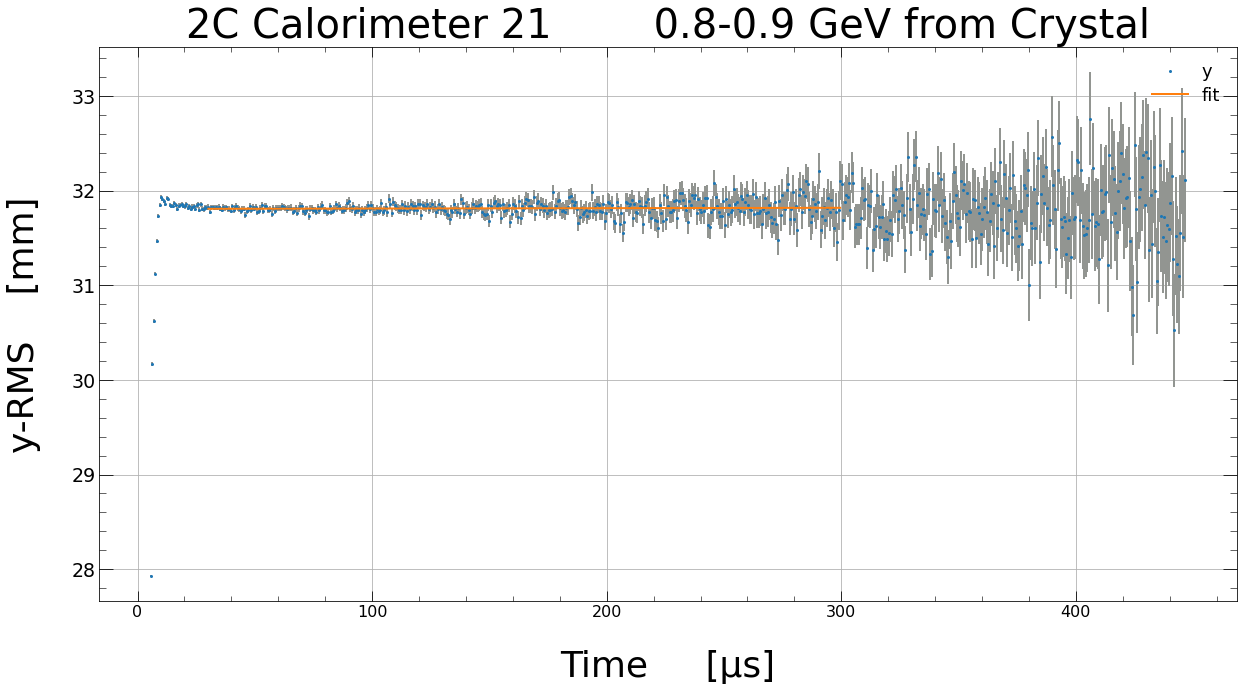 2C Calorimeter 21 0.8-0.9 GeV from Crystal
y
fit
y-RMS [mm]
33
32
31
30
29
28
0 100 200 300 400
Time [μs]